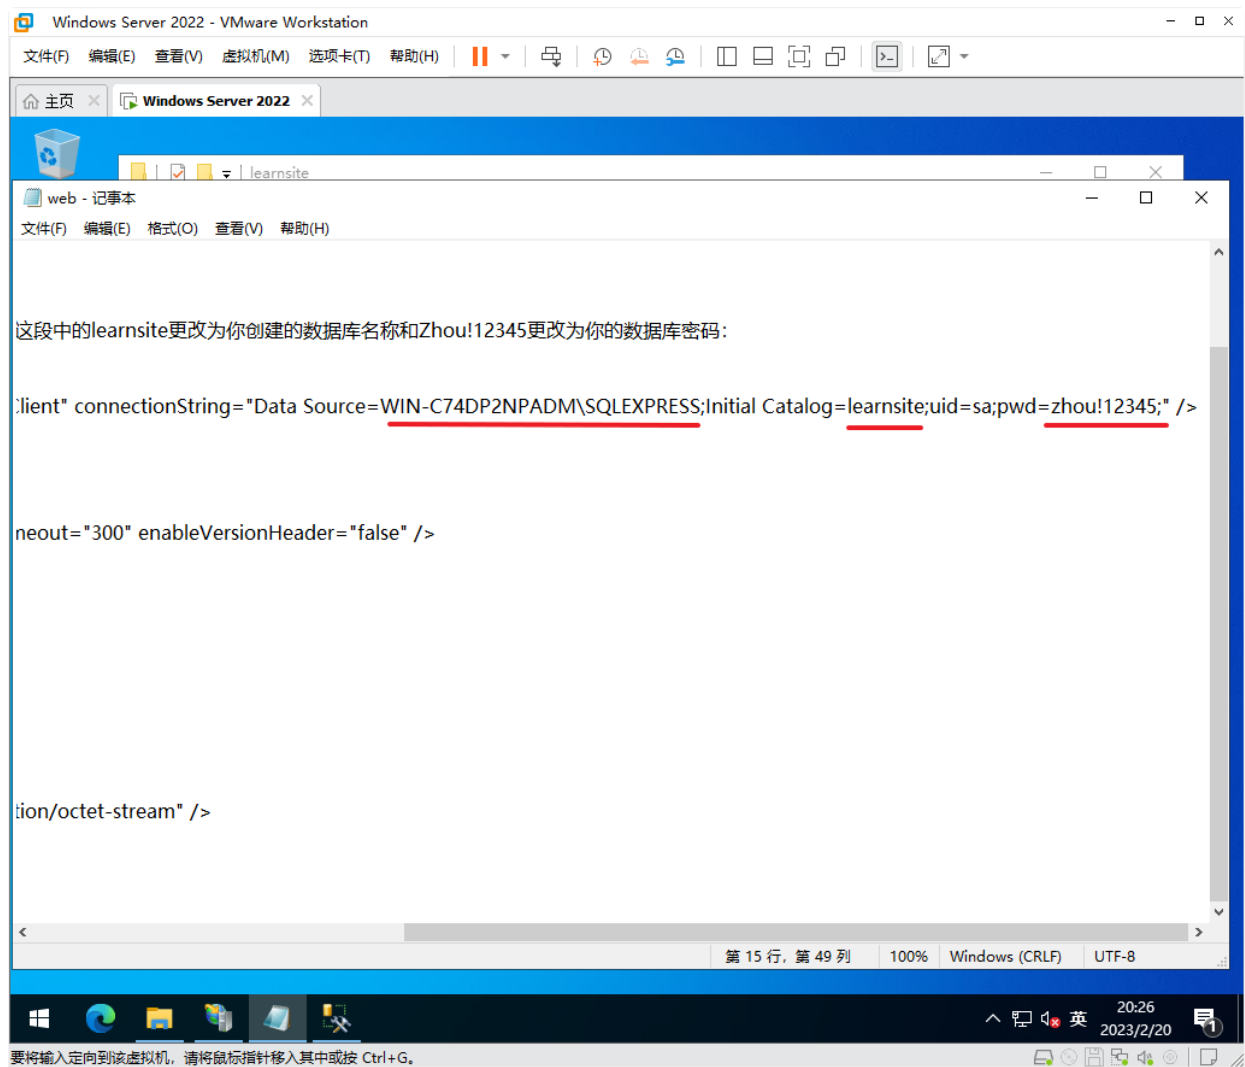 Windows Server 2022 - VMware Workstation
文件(F) 编辑(E) 查看(V) 虚拟机(M) 选项卡(T) 帮助(H)
主页 Windows Server 2022
learnsite
web - 记事本
文件(F) 编辑(E) 格式(O) 查看(V) 帮助(H)
这段中的learnsite更改为你创建的数据库名称和Zhou!12345更改为你的数据库密码：
Client" connectionString="Data Source=WIN-C74DP2NPADM\SQLEXPRESS;Initial Catalog=learnsite;uid=sa;pwd=zhou!12345;" />
neout="300" enableVersionHeader="false" />
tion/octet-stream" />
第 15 行, 第 49 列 100% Windows (CRLF) UTF-8
英 20:26
2023/2/20 1
要将输入定向到该虚拟机，请将鼠标指针移入其中或按 Ctrl+G。